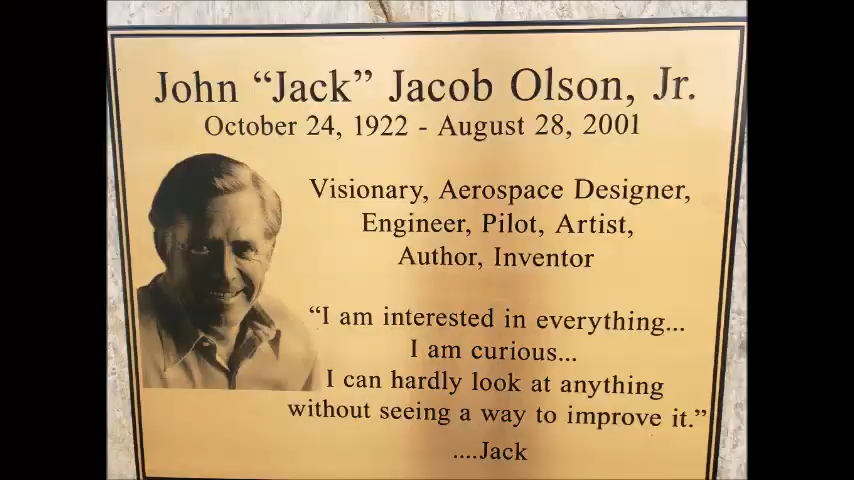 John “Jack” Jacob Olson, Jr.
October 24, 1922 - August 28, 2001
Visionary, Aerospace Designer,
Engineer, Pilot, Artist,
Author, Inventor
“I am interested in everything...
I am curious...
I can hardly look at anything
without seeing a way to improve it.”
....Jack